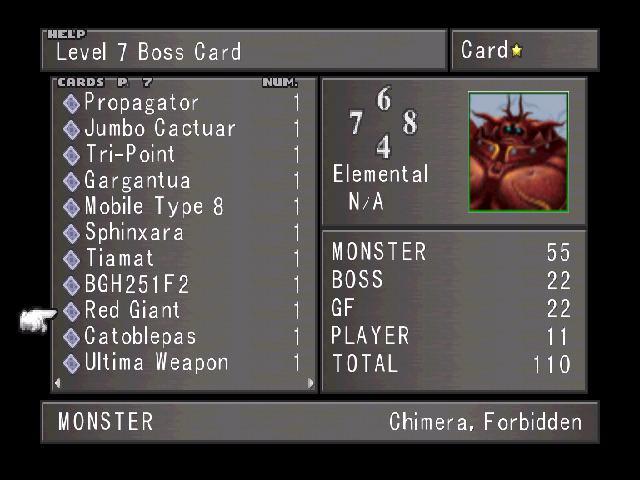 HELP
Level 7 Boss Card
Card
CARDS P. 7 NUM.
Propagator 1
Jumbo Cactuar 1
Tri-Point 1
Gargantua 1
Mobile Type 8 1
Sphinxara 1
Tiamat 1
BGH251F2 1
Red Giant 1
Catoblepas 1
Ultima Weapon 1
6
7 8
4
Elemental
N/A
MONSTER 55
BOSS 22
GF 22
PLAYER 11
TOTAL 110
MONSTER Chimera, Forbidden